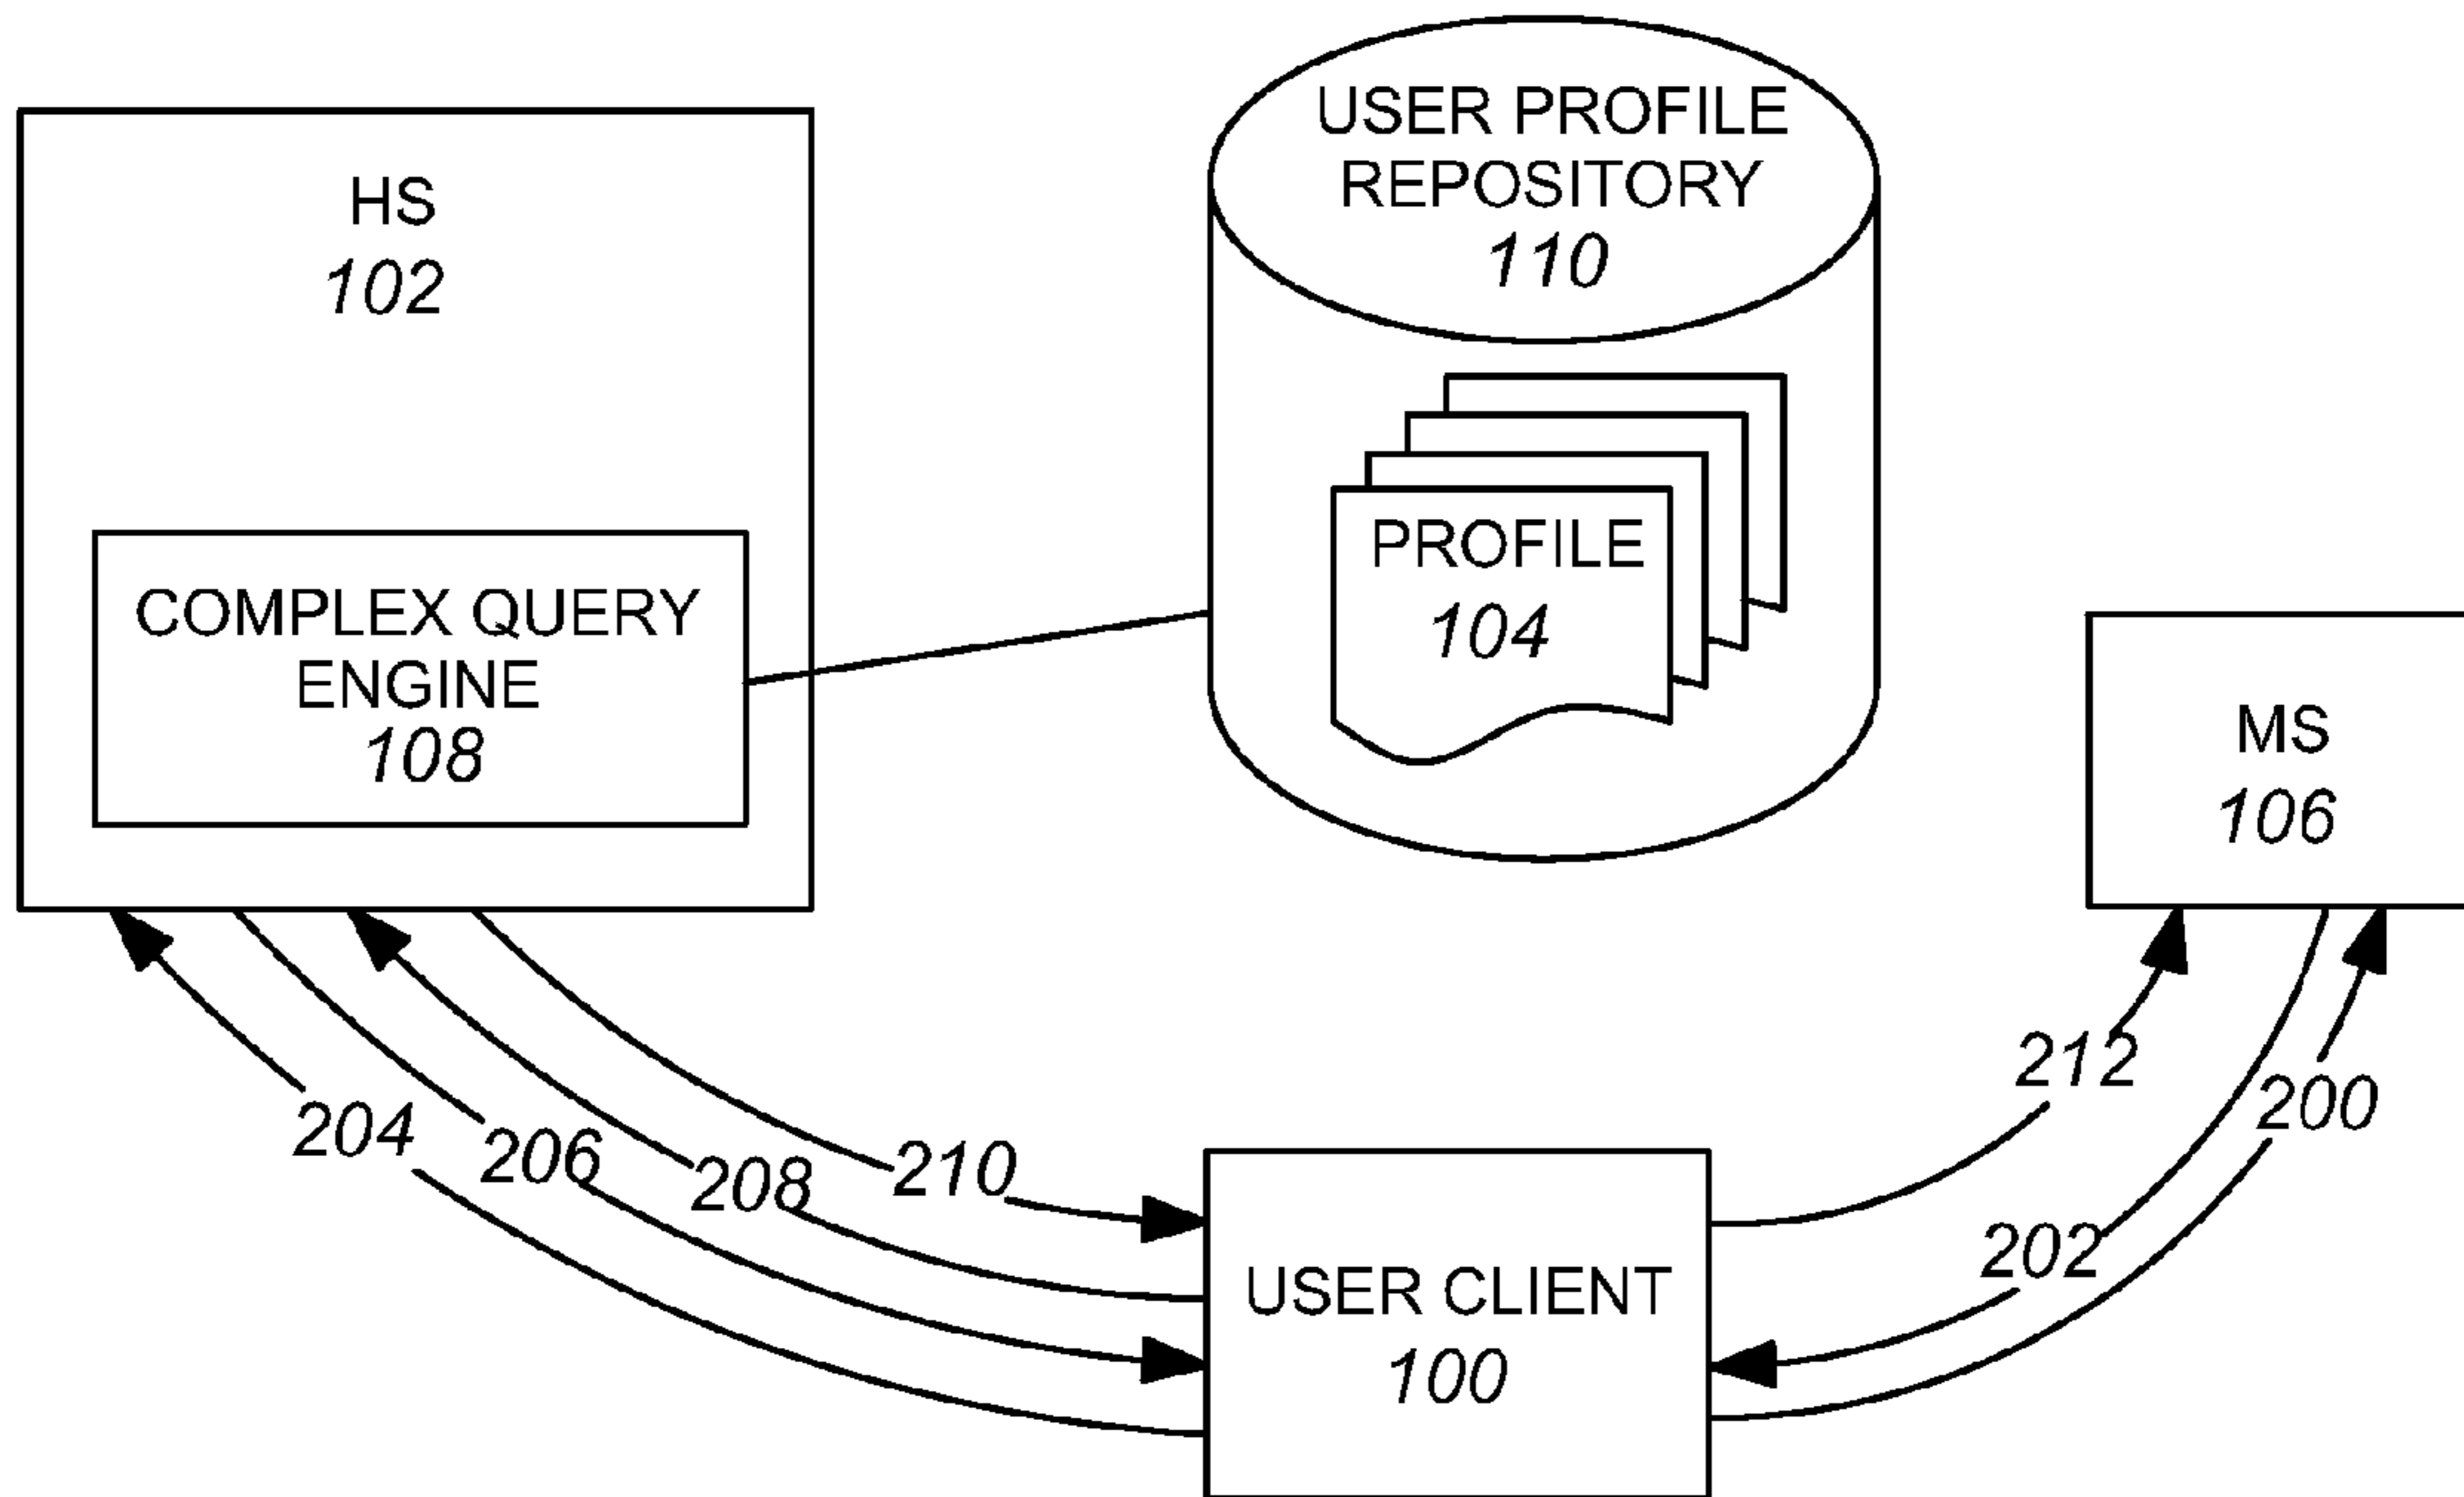 HS
102
COMPLEX QUERY
ENGINE
108
USER PROFILE
REPOSITORY
110
PROFILE
104
MS
106
204
206
208
210
212
200
202
USER CLIENT
100